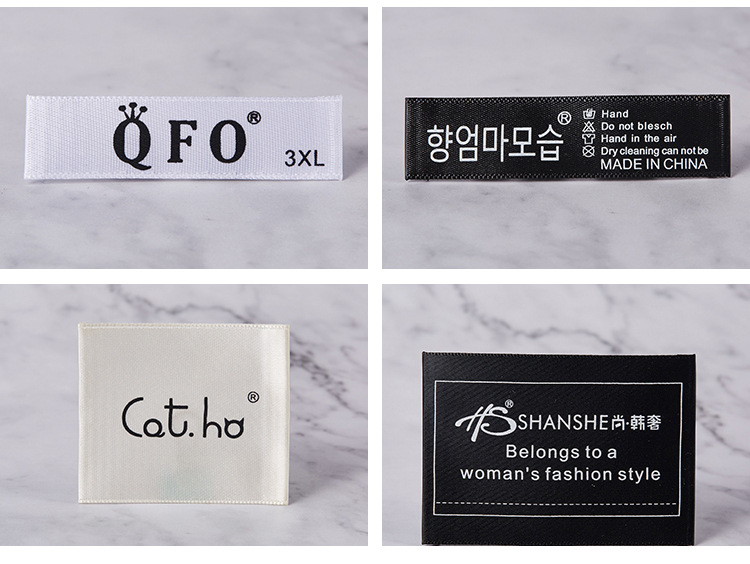 QFO®
3XL
향엄마모습®
Hand
Do not blesch
Hand in the air
Dry cleaning can not be
MADE IN CHINA
Cat.ho®
HS® SHANSHE尚·韩奢
Belongs to a
woman's fashion style